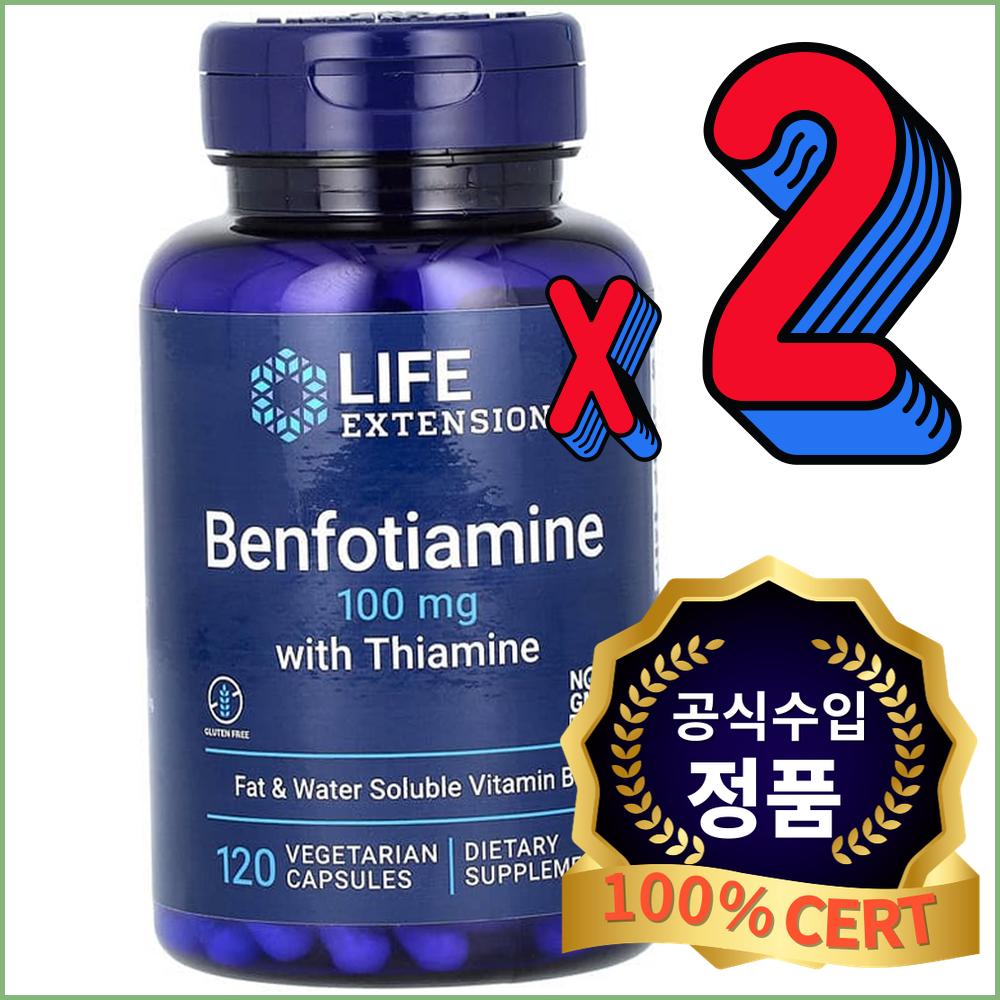 LIFE
EXTENSION
x2
Benfotiamine
100 mg
with Thiamine
GLUTEN FREE
Fat & Water Soluble Vitamin
120 VEGETARIAN CAPSULES
DIETARY
공식수입
정품
100% CERT